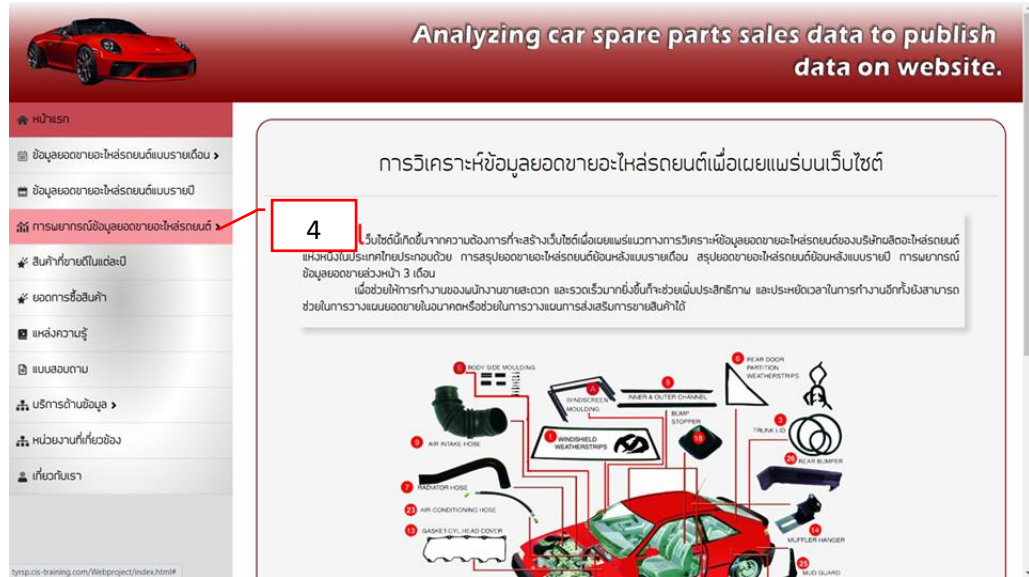 Analyzing car spare parts sales data to publish
data on website.
หน้าแรก
ข้อมูลยอดขายอะไหล่รถยนต์แบบรายเดือน >
ข้อมูลยอดขายอะไหล่รถยนต์แบบรายปี
การพยากรณ์ข้อมูลยอดขายอะไหล่รถยนต์ >
สินค้าที่ขายดีในแต่ละปี
ยอดการซื้อสินค้า
แหล่งความรู้
แบบสอบถาม
บริการด้านข้อมูล >
หน่วยงานที่เกี่ยวข้อง
เกี่ยวกับเรา
4
การวิเคราะห์ข้อมูลยอดขายอะไหล่รถยนต์เพื่อเผยแพร่บนเว็บไซต์
เว็บไซต์นี้เกิดขึ้นจากความต้องการที่จะสร้างเว็บไซต์เพื่อเผยแพร่แนวทางการวิเคราะห์ข้อมูลยอดขายอะไหล่รถยนต์ของบริษัทผลิตอะไหล่รถยนต์
แห่งหนึ่งในประเทศไทยประกอบด้วย การสรุปยอดขายอะไหล่รถยนต์ย้อนหลังแบบรายเดือน สรุปยอดขายอะไหล่รถยนต์ย้อนหลังแบบรายปี การพยากรณ์
ข้อมูลยอดขายล่วงหน้า 3 เดือน
เพื่อช่วยให้การทำงานของพนักงานขายสะดวก และรวดเร็วมากยิ่งขึ้นก็จะช่วยเพิ่มประสิทธิภาพ และประหยัดเวลาในการทำงานอีกทั้งยังสามารถ
ช่วยในการวางแผนยอดขายในอนาคตหรือช่วยในการวางแผนการส่งเสริมการขายสินค้าได้
BODY SIDE MOULDING
A
WINDSCREEN
MOULDING
INNER & OUTER CHANNEL
6 REAR DOOR
PARTITION
WEATHERSTRIPS
BUMP
STOPPER
18
3
TRUNK LID
1 WINDSHIELD
WEATHERSTRIPS
9 AIR INTAKE HOSE
26 REAR BUMPER
7 RADIATOR HOSE
23 AIR CONDITIONING HOSE
13 GASKET-CYL.HEAD COVER
14
MUFFLER HANGER
25
MUD GUARD
tyrsp.cis-training.com/Webproject/index.html#